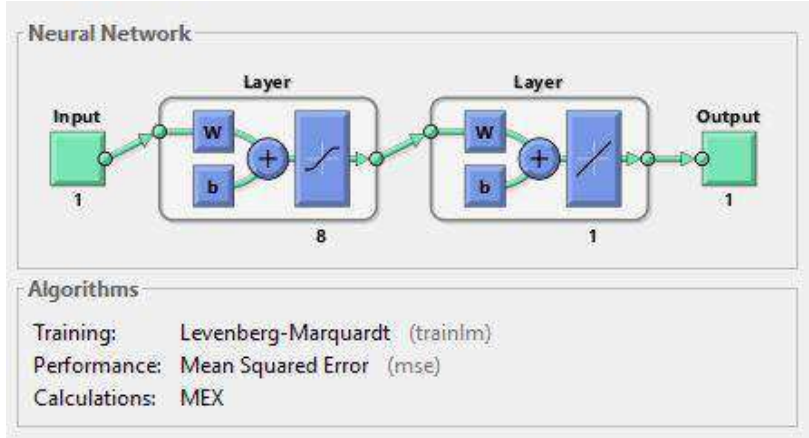 Neural Network
Layer Layer
Input Output
W W
+ +
b b
1 1
8 1
Algorithms
Training: Levenberg-Marquardt (trainlm)
Performance: Mean Squared Error (mse)
Calculations: MEX